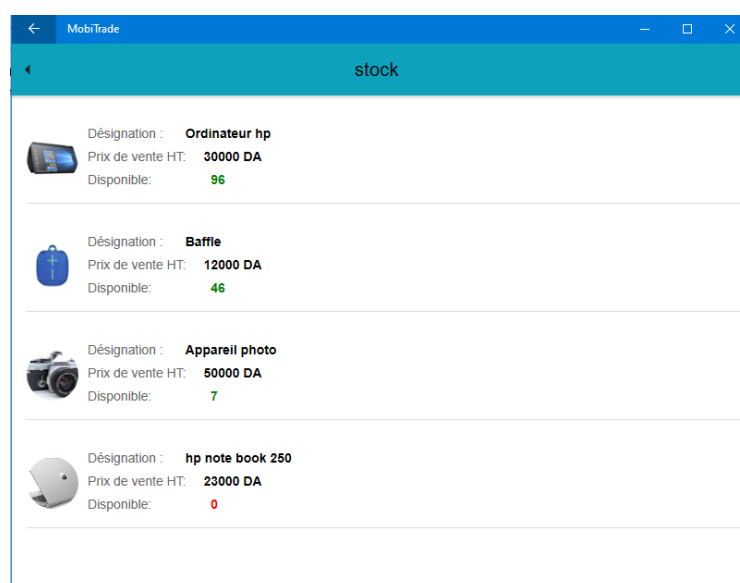 MobiTrade
stock
Désignation : Ordinateur hp
Prix de vente HT: 30000 DA
Disponible: 96
Désignation : Baffle
Prix de vente HT: 12000 DA
Disponible: 46
Désignation : Appareil photo
Prix de vente HT: 50000 DA
Disponible: 7
Désignation : hp note book 250
Prix de vente HT: 23000 DA
Disponible: 0